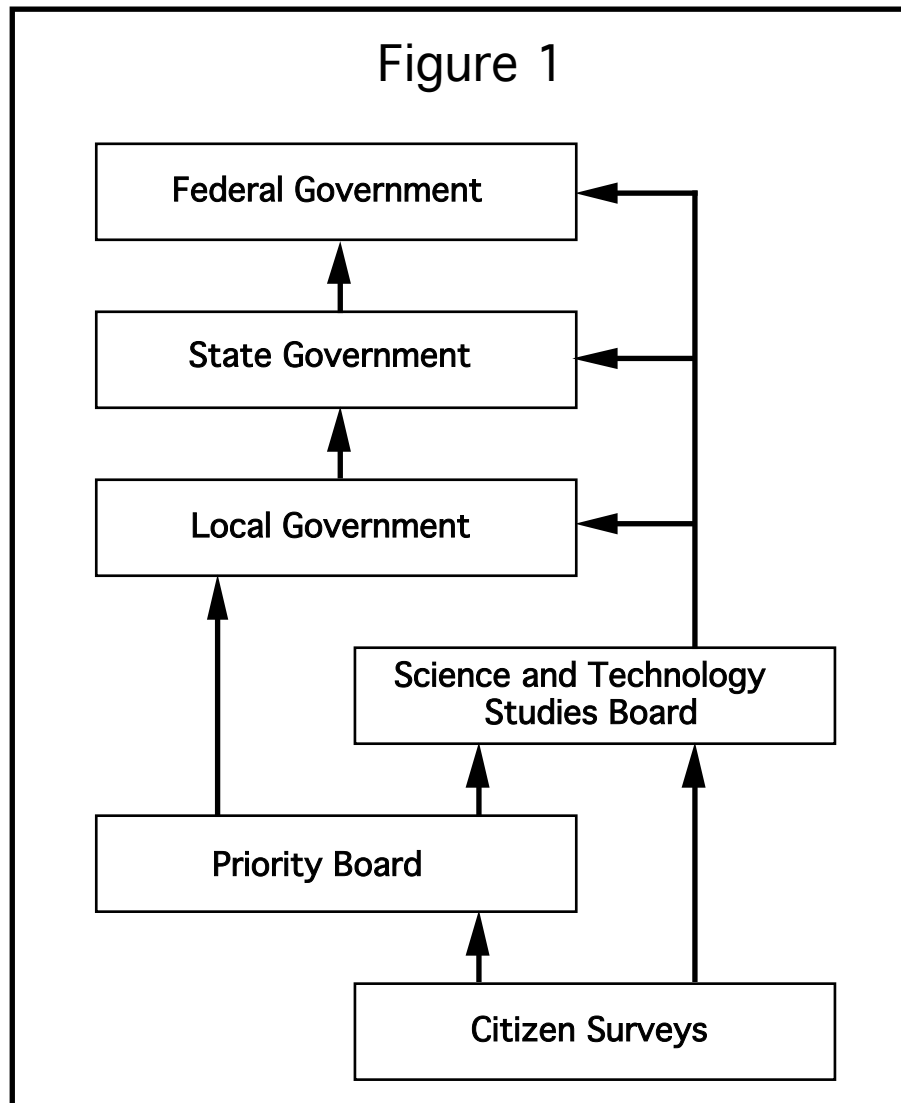 Figure 1
Federal Government
State Government
Local Government
Science and Technology
Studies Board
Priority Board
Citizen Surveys